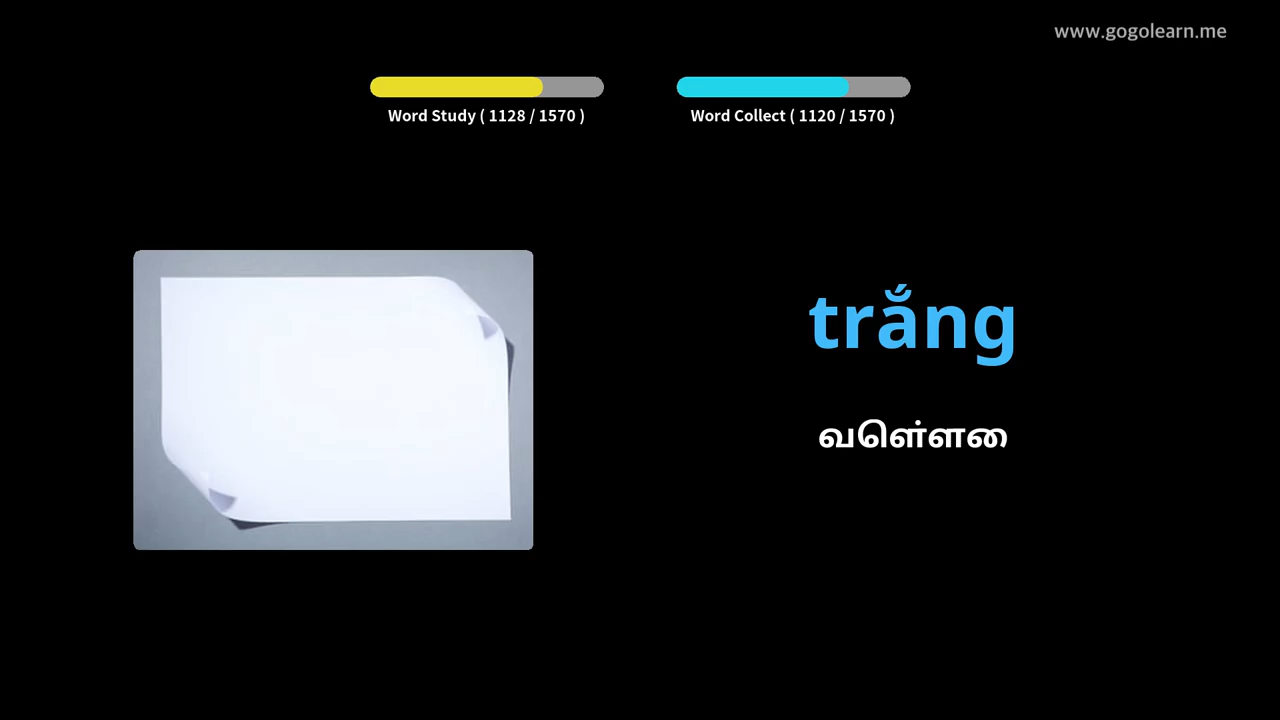 www.gogolearn.me
Word Study ( 1128 / 1570 )
Word Collect ( 1120 / 1570 )
trắng
வெள்ளை